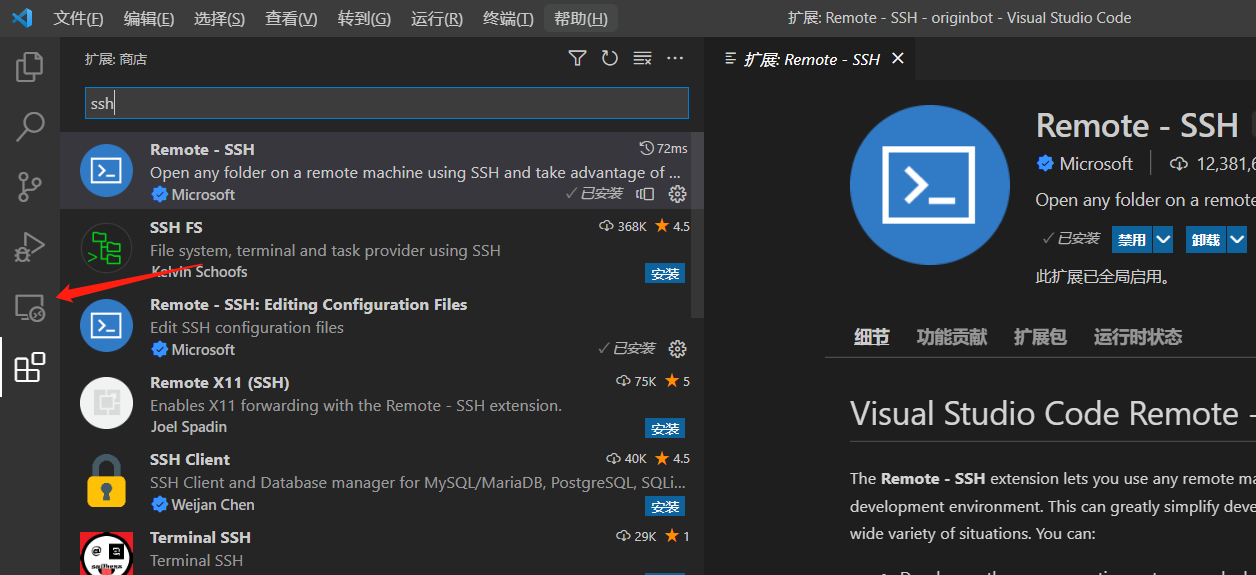 文件(F) 编辑(E) 选择(S) 查看(V) 转到(G) 运行(R) 终端(T) 帮助(H) 扩展: Remote - SSH - originbot - Visual Studio Code
扩展: 商店
ssh
Remote - SSH 72ms
Open any folder on a remote machine using SSH and take advantage of ...
Microsoft 已安装
SSH FS 368K 4.5
File system, terminal and task provider using SSH
Kelvin Schoofs 安装
Remote - SSH: Editing Configuration Files
Edit SSH configuration files
Microsoft 已安装
Remote X11 (SSH) 75K 5
Enables X11 forwarding with the Remote - SSH extension.
Joel Spadin 安装
SSH Client 40K 4.5
SSH Client and Database manager for MySQL/MariaDB, PostgreSQL, SQLi...
Weijan Chen 安装
Terminal SSH 29K 1
Terminal SSH
扩展: Remote - SSH
Remote - SSH
Microsoft 12,381,6
Open any folder on a remote
已安装 禁用 卸载
此扩展已全局启用。
细节 功能贡献 扩展包 运行时状态
Visual Studio Code Remote -
The Remote - SSH extension lets you use any remote ma
development environment. This can greatly simplify deve
wide variety of situations. You can: